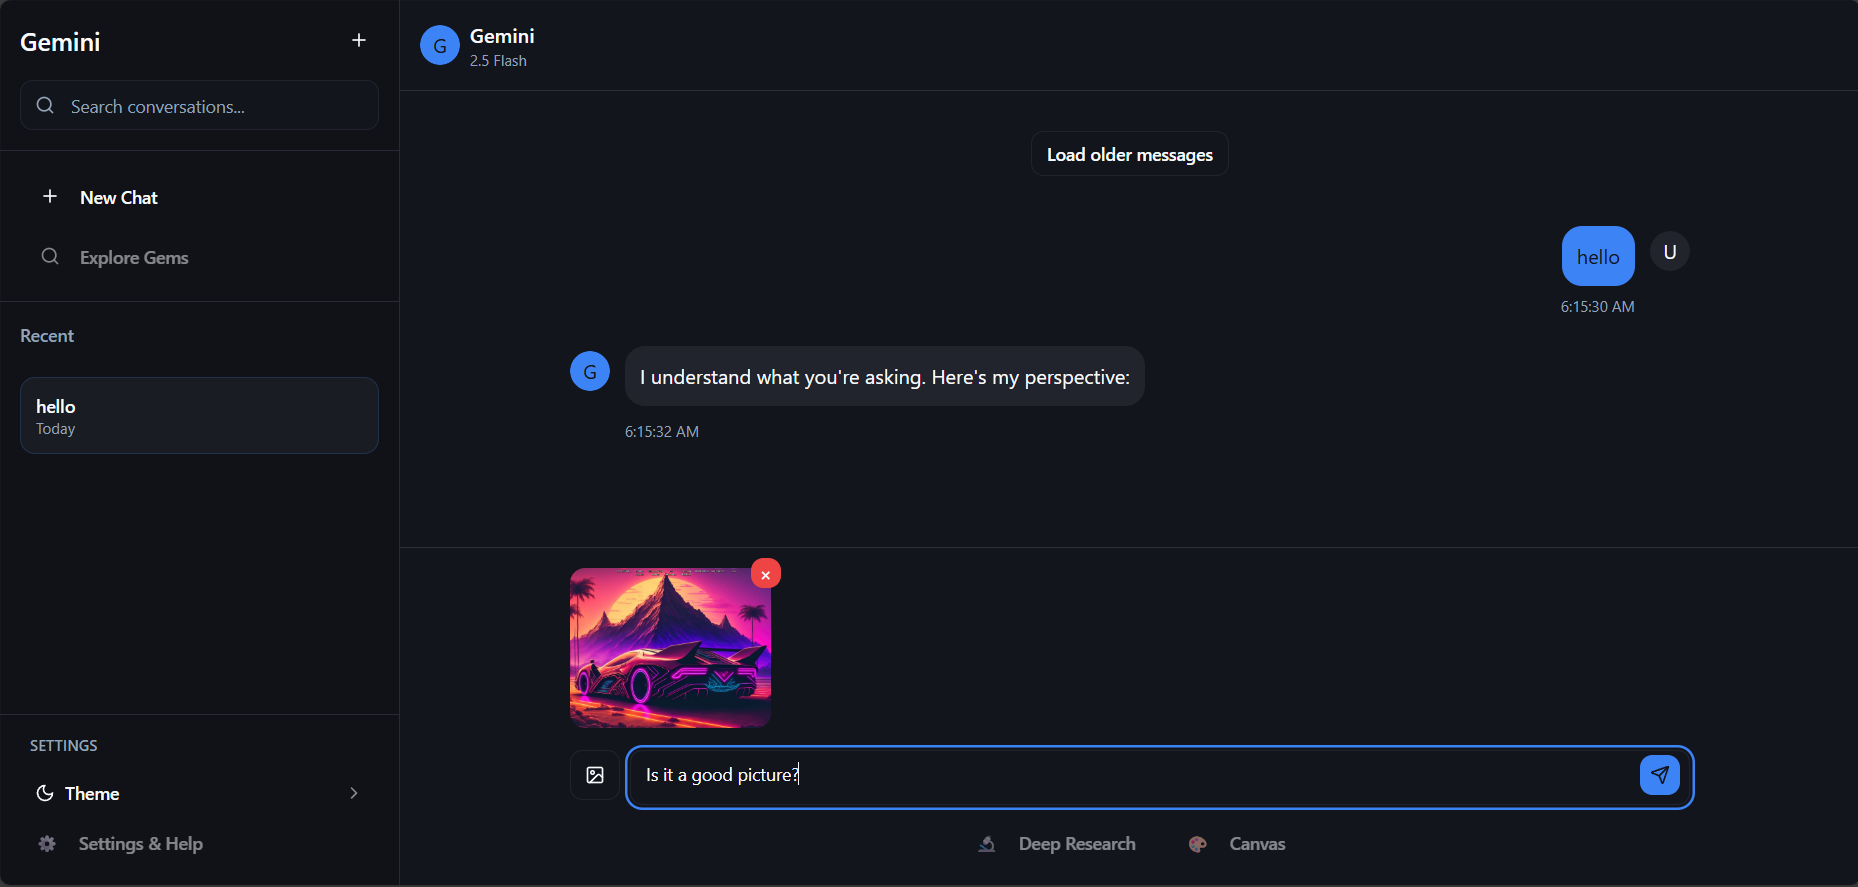 Gemini
Search conversations...
New Chat
Explore Gems
Recent
hello
Today
SETTINGS
Theme
Settings & Help
G
Gemini
2.5 Flash
Load older messages
hello
U
6:15:30 AM
G
I understand what you're asking. Here's my perspective:
6:15:32 AM
Is it a good picture?
Deep Research
Canvas